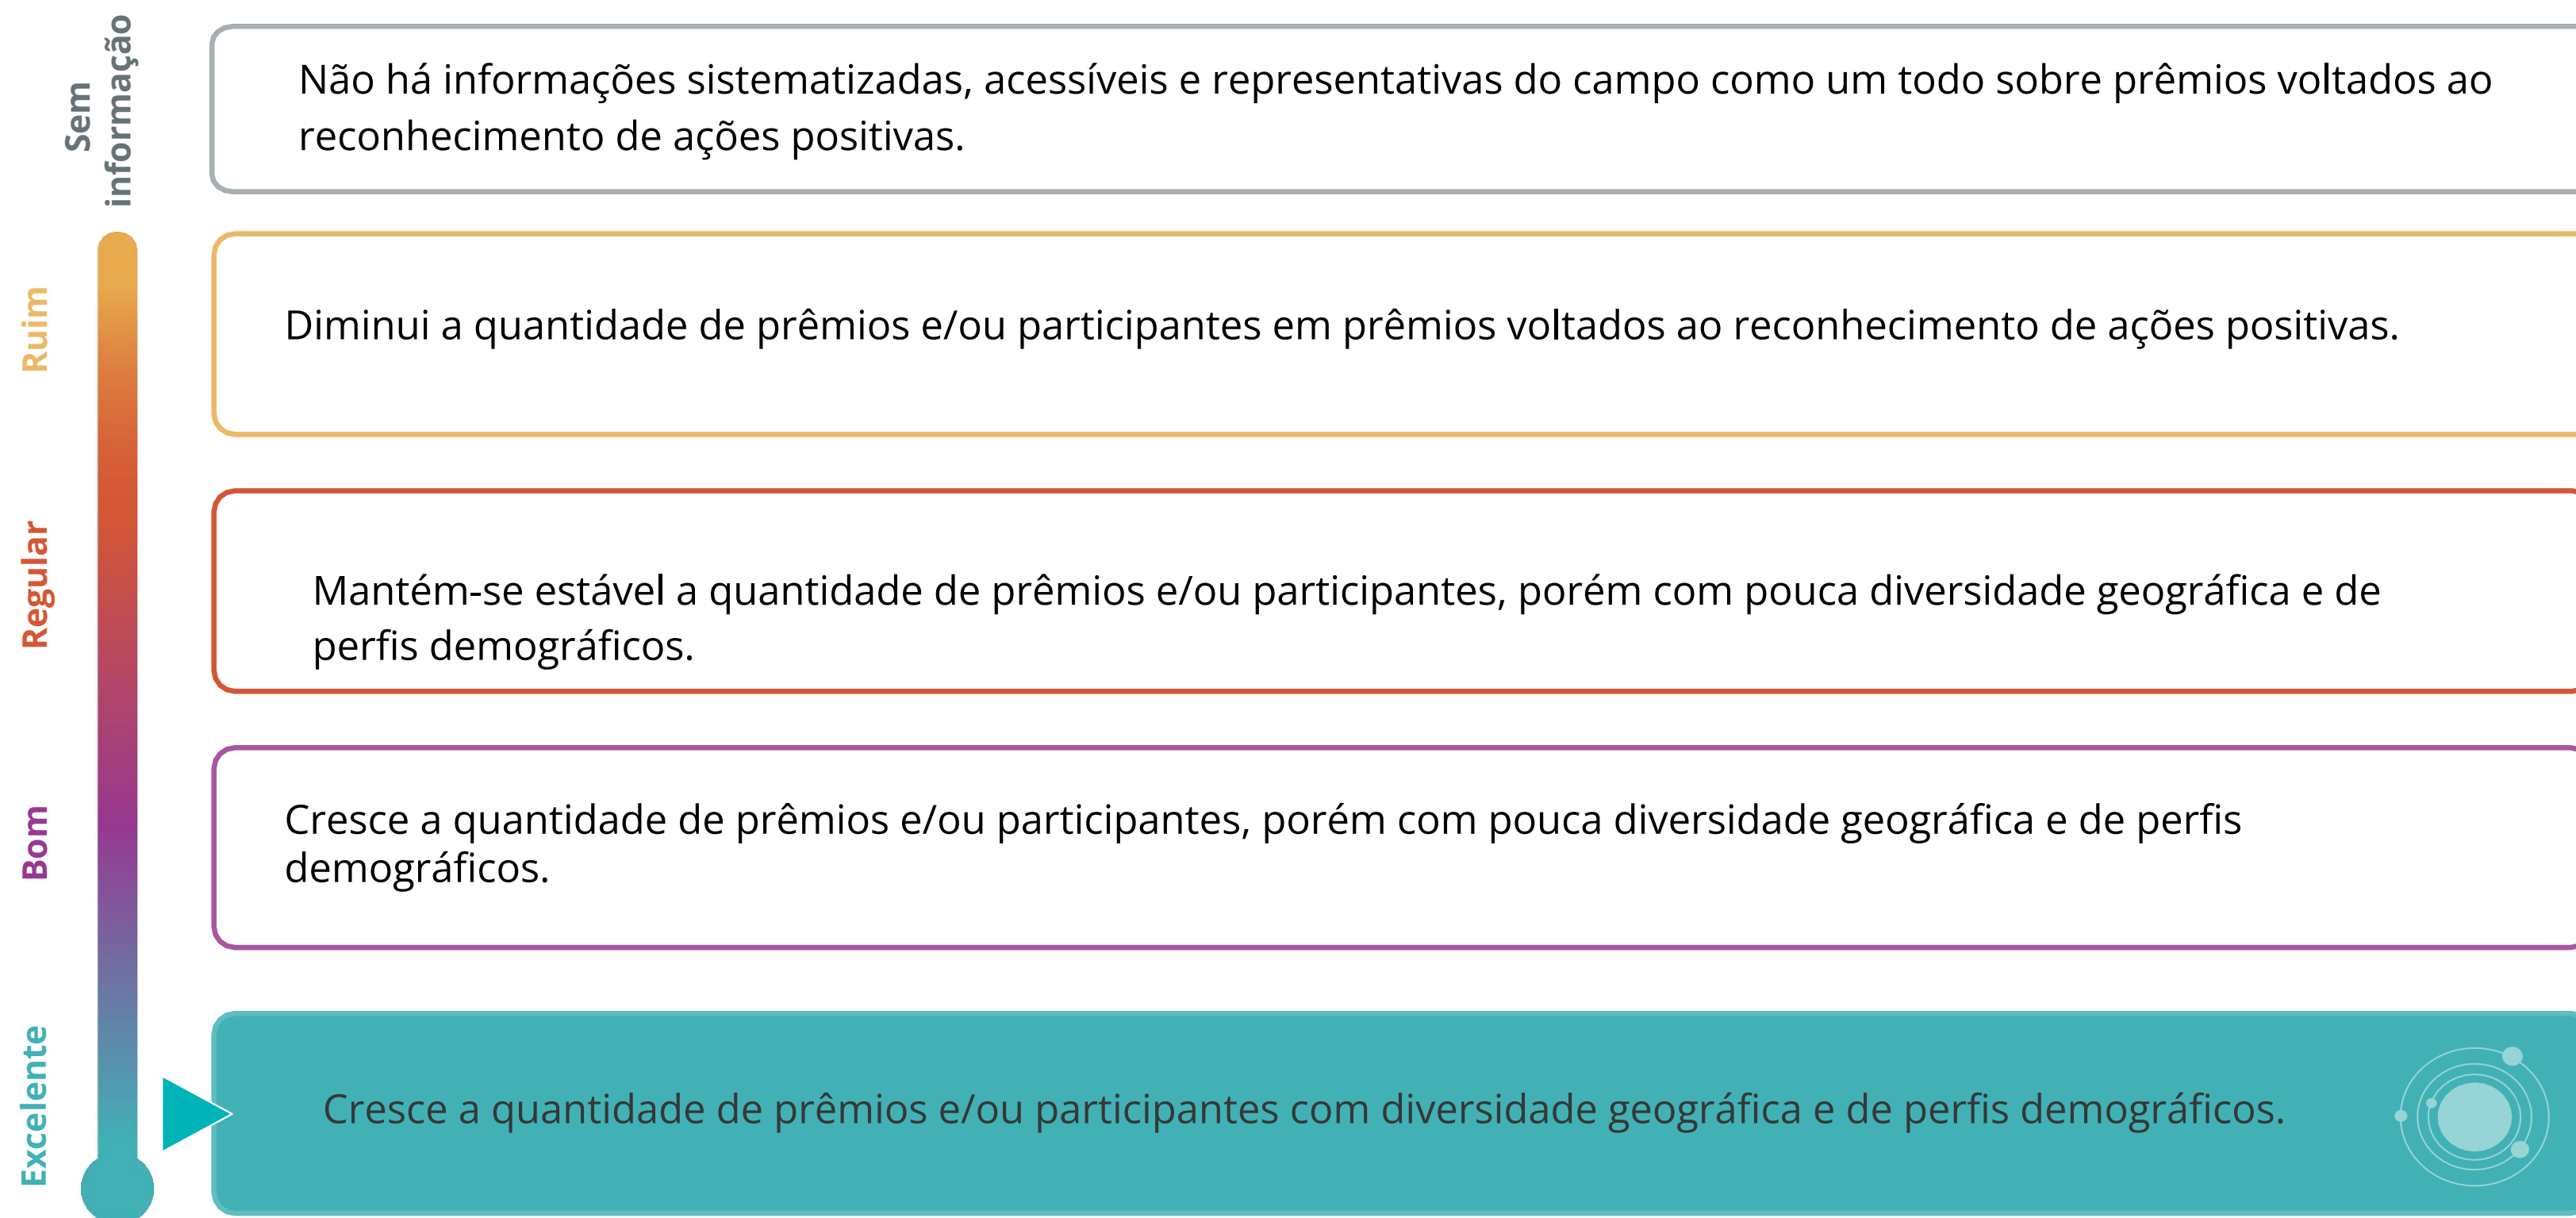 Sem
informação
Não há informações sistematizadas, acessíveis e representativas do campo como um todo sobre prêmios voltados ao
reconhecimento de ações positivas.
Ruim
Diminui a quantidade de prêmios e/ou participantes em prêmios voltados ao reconhecimento de ações positivas.
Regular
Mantém-se estável a quantidade de prêmios e/ou participantes, porém com pouca diversidade geográfica e de
perfis demográficos.
Bom
Cresce a quantidade de prêmios e/ou participantes, porém com pouca diversidade geográfica e de perfis
demográficos.
Excelente
Cresce a quantidade de prêmios e/ou participantes com diversidade geográfica e de perfis demográficos.